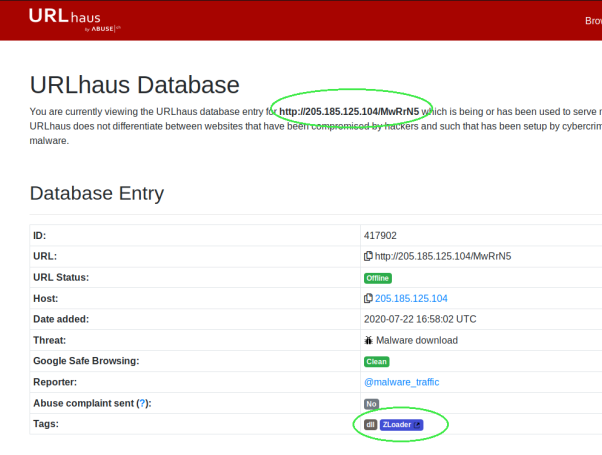 URLhaus
by ABUSE|ch
URLhaus Database
You are currently viewing the URLhaus database entry for http://205.185.125.104/MwRrN5 which is being or has been used to serve
URLhaus does not differentiate between websites that have been compromised by hackers and such that has been setup by
malware.
Database Entry
ID: 417902
URL: http://205.185.125.104/MwRrN5
URL Status: Offline
Host: 205.185.125.104
Date added: 2020-07-22 16:58:02 UTC
Threat: Malware download
Google Safe Browsing: Clean
Reporter: @malware_traffic
Abuse complaint sent (?): No
Tags: dll ZLoader